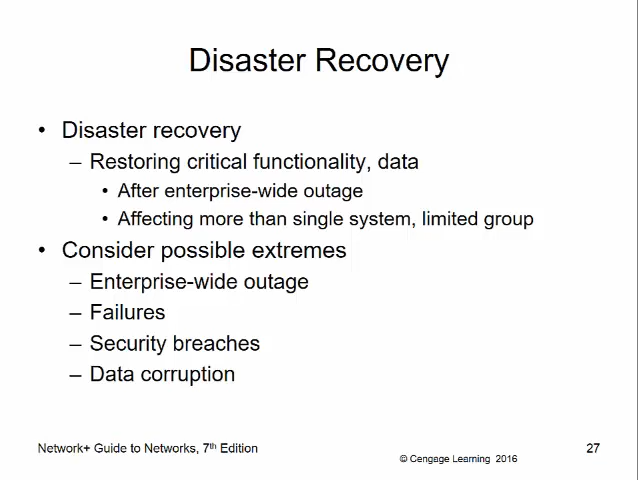 Disaster Recovery
• Disaster recovery
– Restoring critical functionality, data
• After enterprise-wide outage
• Affecting more than single system, limited group
• Consider possible extremes
– Enterprise-wide outage
– Failures
– Security breaches
– Data corruption
Network+ Guide to Networks, 7th Edition
© Cengage Learning 2016
27